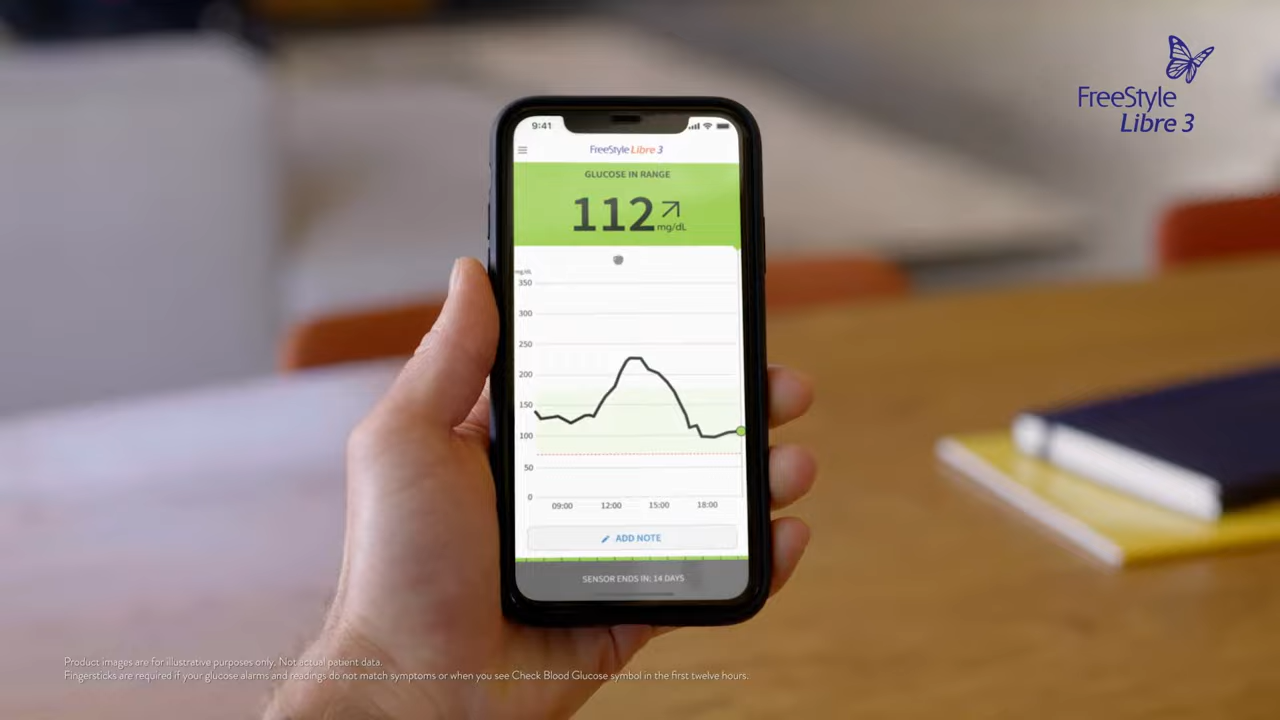 FreeStyle
Libre 3
9:41
FreeStyle Libre 3
GLUCOSE IN RANGE
112
mg/dL
mg/dL
350
300
250
200
150
100
50
0
09:00 12:00 15:00 18:00
ADD NOTE
SENSOR ENDS IN: 14 DAYS
Product images are for illustrative purposes only. Not actual patient data.
Fingersticks are required if your glucose alarms and readings do not match symptoms or when you see Check Blood Glucose symbol in the first twelve hours.